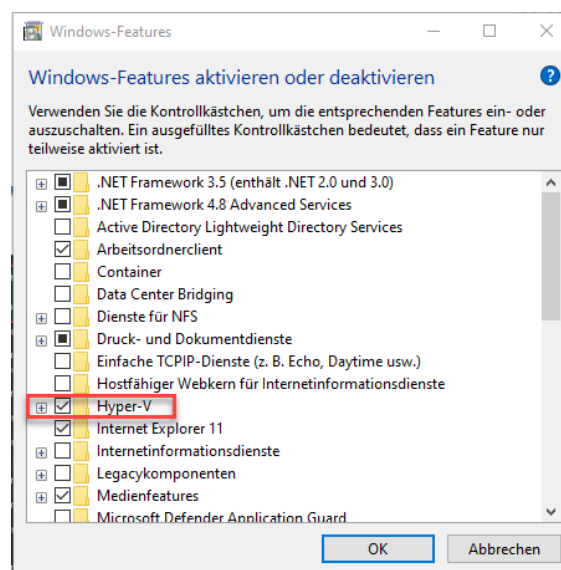 Windows-Features
Windows-Features aktivieren oder deaktivieren
?
Verwenden Sie die Kontrollkästchen, um die entsprechenden Features ein- oder
auszuschalten. Ein ausgefülltes Kontrollkästchen bedeutet, dass ein Feature nur
teilweise aktiviert ist.
.NET Framework 3.5 (enthält .NET 2.0 und 3.0)
.NET Framework 4.8 Advanced Services
Active Directory Lightweight Directory Services
Arbeitsordnerclient
Container
Data Center Bridging
Dienste für NFS
Druck- und Dokumentdienste
Einfache TCPIP-Dienste (z. B. Echo, Daytime usw.)
Hostfähiger Webkern für Internetinformationsdienste
Hyper-V
Internet Explorer 11
Internetinformationsdienste
Legacykomponenten
Medienfeatures
Microsoft Defender Application Guard
OK
Abbrechen